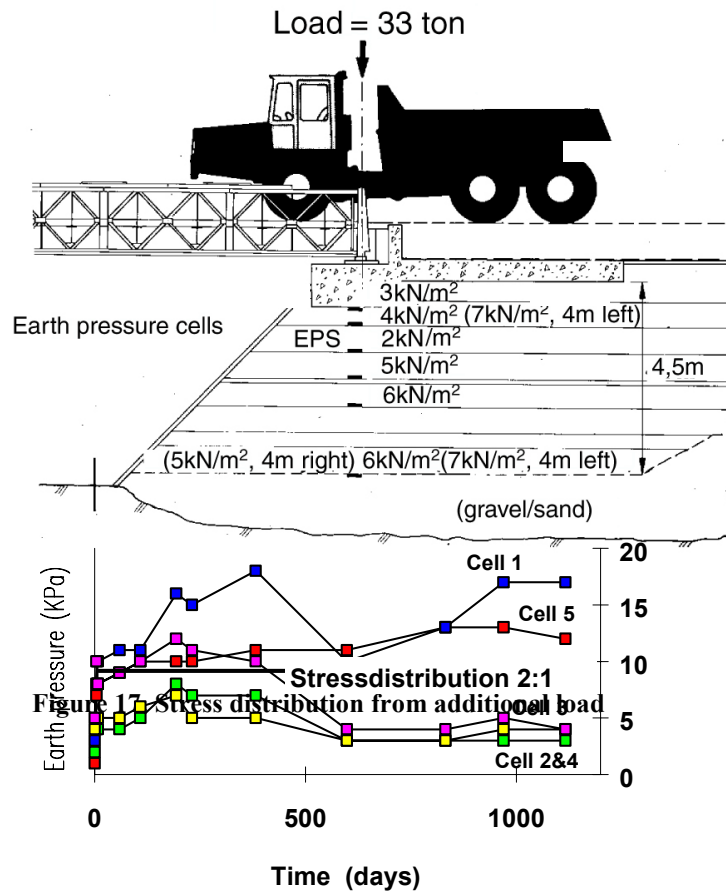 Load = 33 ton
3kN/m²
Earth pressure cells
4kN/m² (7kN/m², 4m left)
EPS
2kN/m²
5kN/m²
4,5m
6kN/m²
(5kN/m², 4m right) 6kN/m²(7kN/m², 4m left)
(gravel/sand)
Earth pressure (KPa)
20
15
10
5
0
Cell 1
Cell 5
Stressdistribution 2:1
Figure 17. Stress distribution from additional load
Cell 3
Cell 2&4
0
500
1000
Time (days)